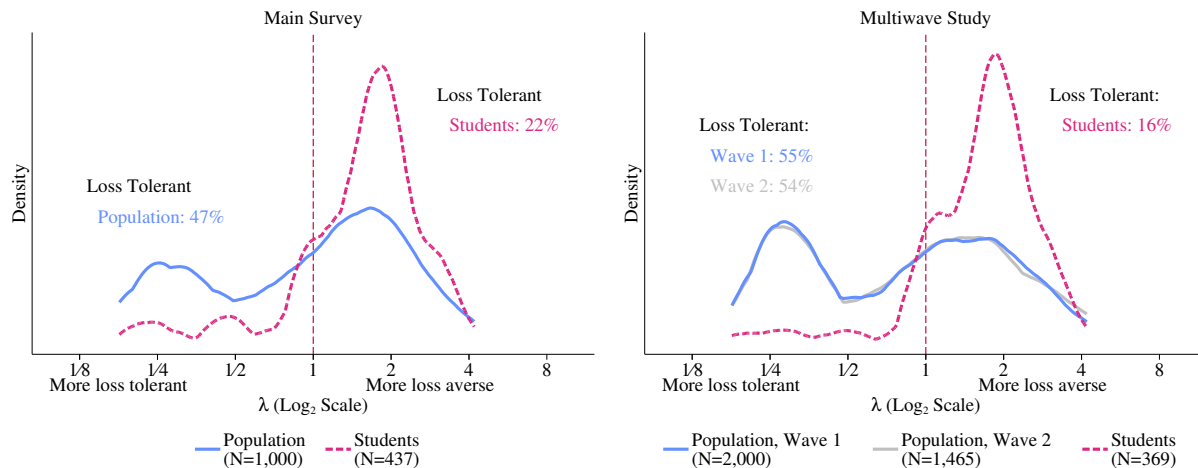 Main Survey
Density
Loss Tolerant
Students: 22%
Loss Tolerant
Population: 47%
1/8 1/4 1/2 1 2 4 8
More loss tolerant More loss averse
λ (Log₂ Scale)
Population (N=1,000)
Students (N=437)
Multiwave Study
Density
Loss Tolerant:
Students: 16%
Loss Tolerant:
Wave 1: 55%
Wave 2: 54%
1/8 1/4 1/2 1 2 4 8
More loss tolerant More loss averse
λ (Log₂ Scale)
Population, Wave 1
(N=2,000)
Population, Wave 2
(N=1,465)
Students
(N=369)